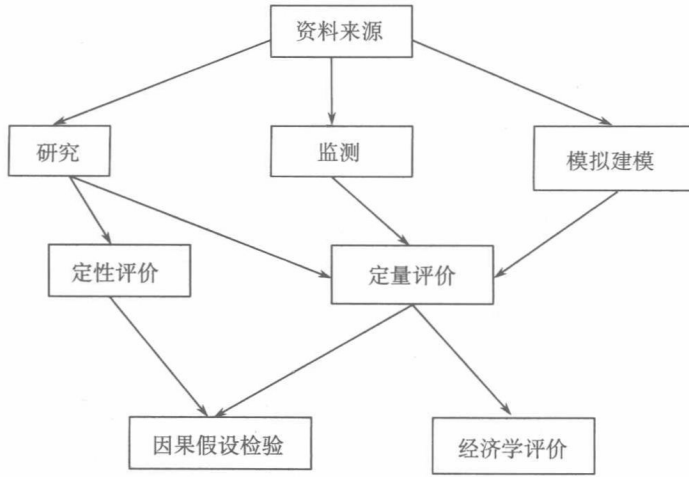 资料来源
研究
监测
模拟建模
定性评价
定量评价
因果假设检验
经济学评价